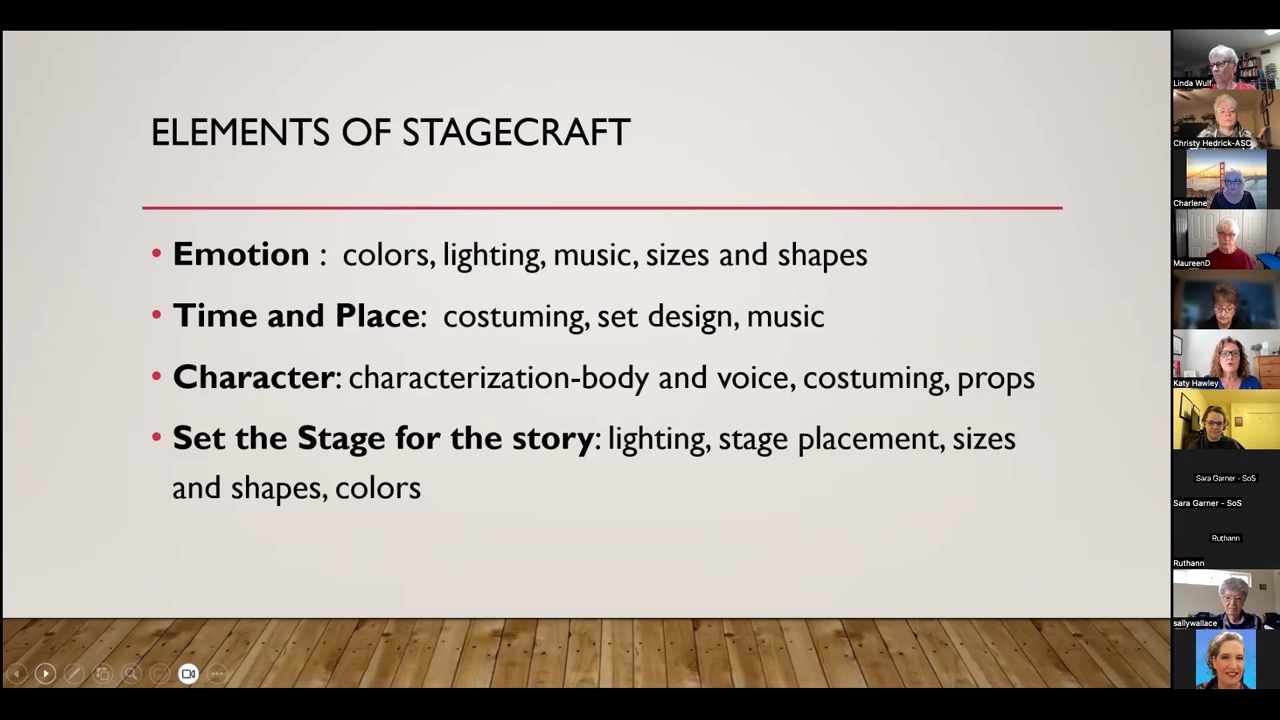 ELEMENTS OF STAGECRAFT
• Emotion : colors, lighting, music, sizes and shapes
• Time and Place: costuming, set design, music
• Character: characterization-body and voice, costuming, props
• Set the Stage for the story: lighting, stage placement, sizes
and shapes, colors
Linda Wulf
Christy Hedrick-ASC
Charlene
MaureenD
Katy Hawley
Sara Garner - SoS
Sara Garner - SoS
Ruthann
Ruthann
sallywallace